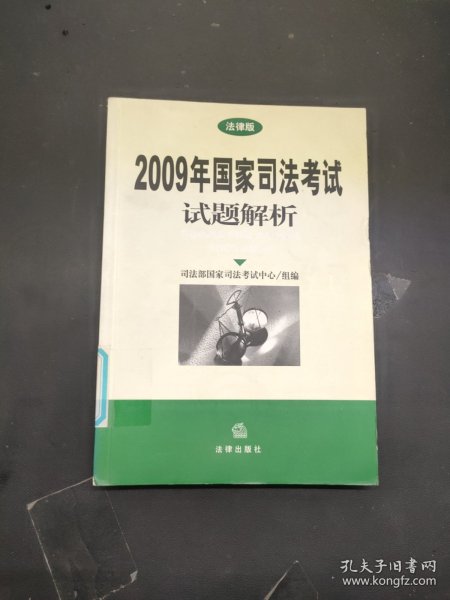 法律版
2009年国家司法考试
试题解析
司法部国家司法考试中心/组编
法律出版社
孔夫子旧书网
www.kongfz.com